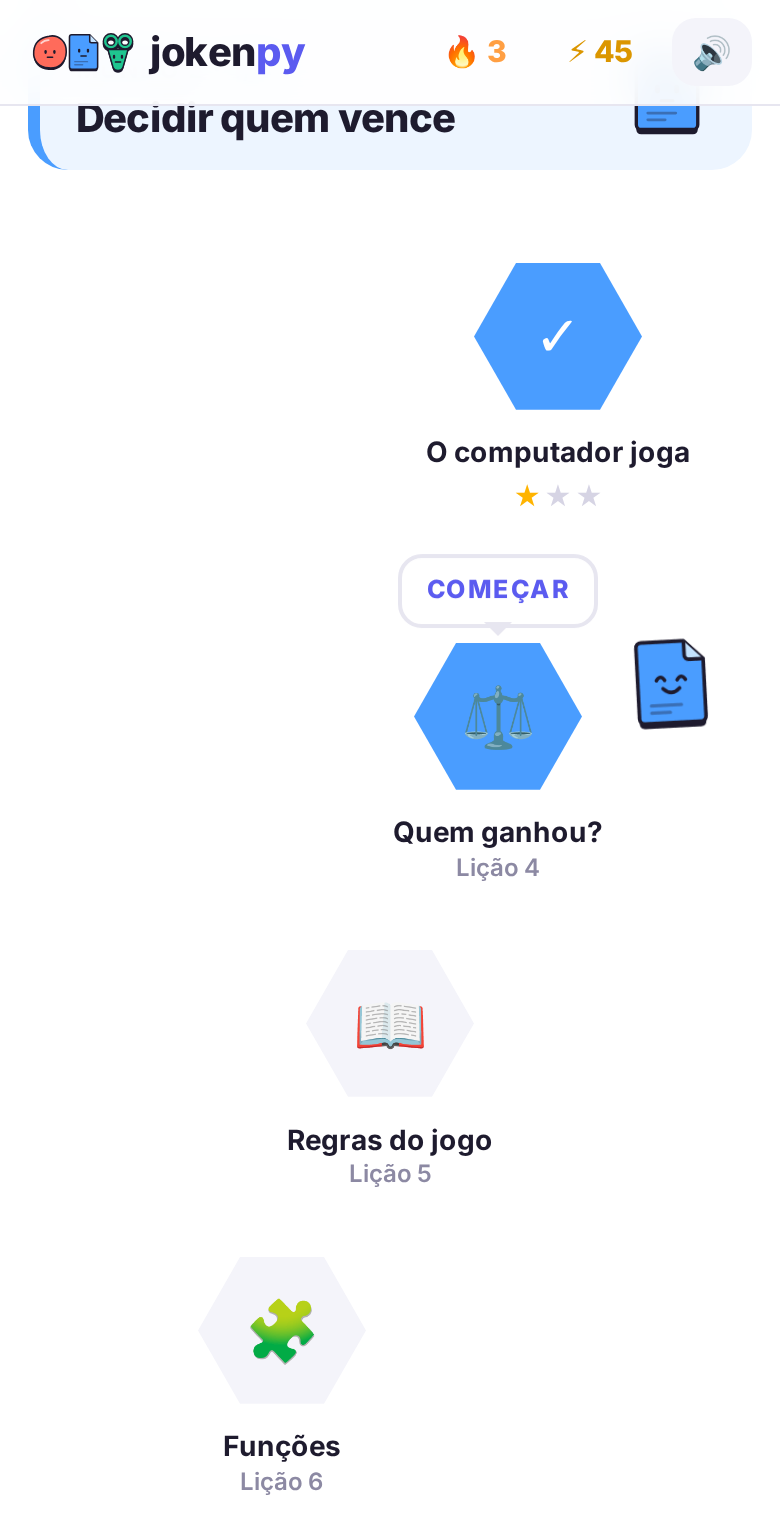 jokenpy
3
45
Decidir quem vence
O computador joga
COMEÇAR
Quem ganhou?
Lição 4
Regras do jogo
Lição 5
Funções
Lição 6